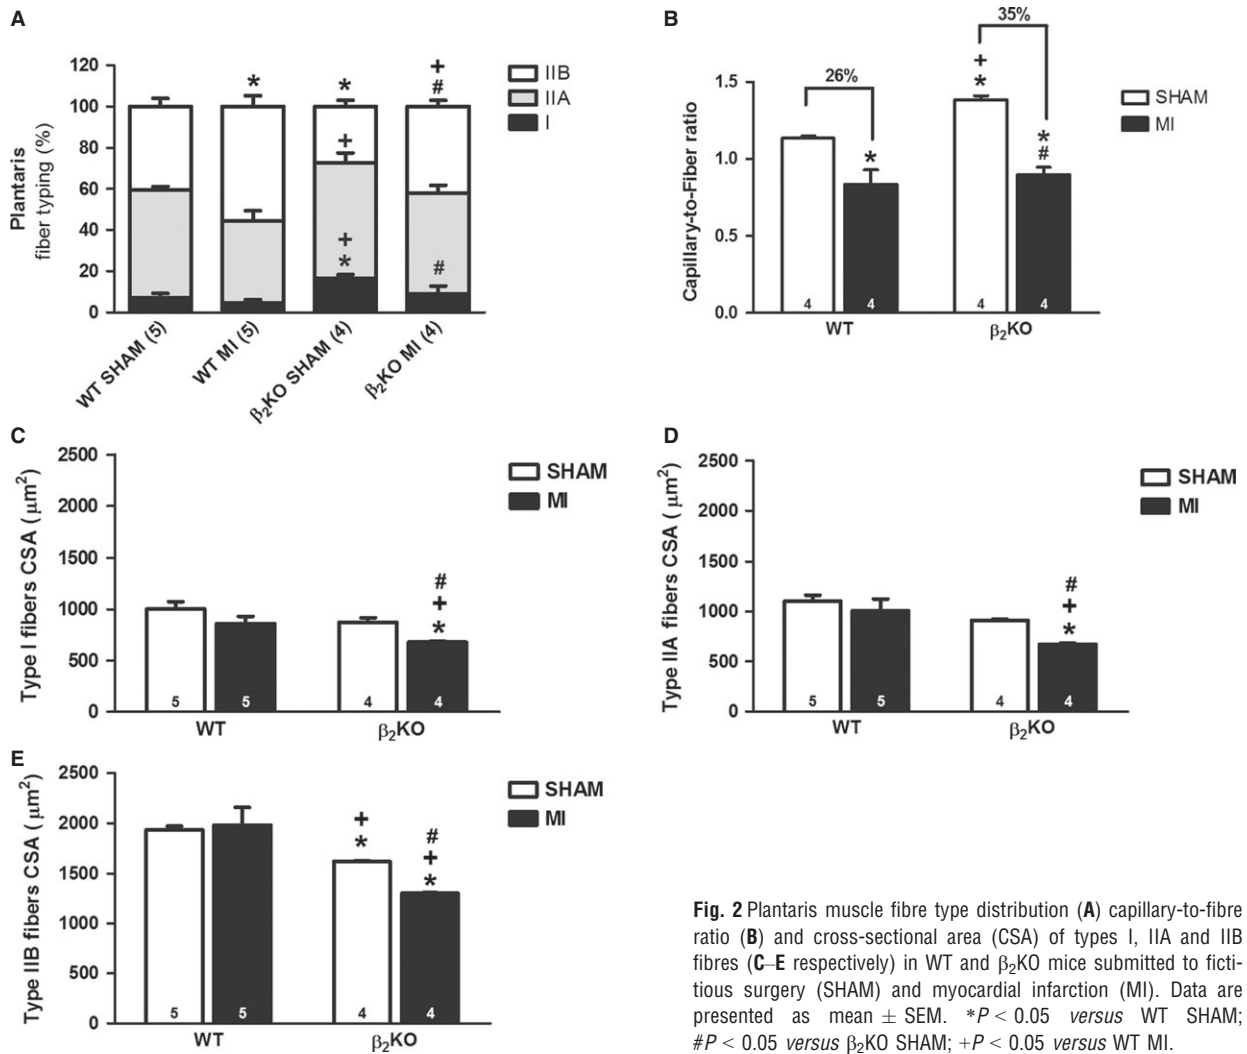 A
Plantaris
fiber typing (%)
120
100
80
60
40
20
0
* * + #
+
+ * #
IIB
IIA
I
WT SHAM (5)
WT MI (5)
β₂KO SHAM (4)
β₂KO MI (4)
B
Capillary-to-Fiber ratio
1.5
1.0
0.5
0.0
26%
35%
*
+
*
*
#
4 4 4 4
WT β₂KO
SHAM
MI
C
Type I fibers CSA (μm²)
2500
2000
1500
1000
500
0
#
+
*
5 5 4 4
WT β₂KO
SHAM
MI
D
Type IIA fibers CSA (μm²)
2500
2000
1500
1000
500
0
#
+
*
5 5 4 4
WT β₂KO
SHAM
MI
E
Type IIB fibers CSA (μm²)
2500
2000
1500
1000
500
0
+
*
#
+
*
5 5 4 4
WT β₂KO
SHAM
MI
Fig. 2 Plantaris muscle fibre type distribution (A) capillary-to-fibre
ratio (B) and cross-sectional area (CSA) of types I, IIA and IIB
fibres (C–E respectively) in WT and β₂KO mice submitted to ficti-
tious surgery (SHAM) and myocardial infarction (MI). Data are
presented as mean ± SEM. *P < 0.05 versus WT SHAM;
#P < 0.05 versus β₂KO SHAM; +P < 0.05 versus WT MI.